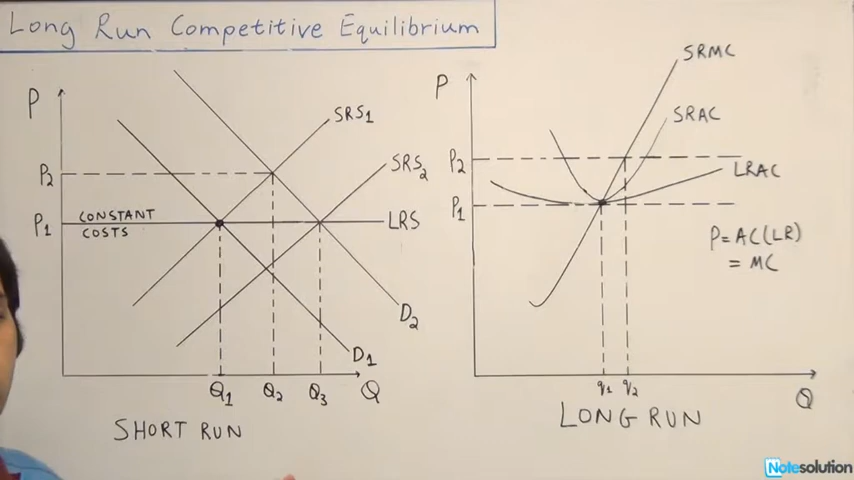 Long Run Competitive Equilibrium
P
SRS1
P2
SRS2
P1
CONSTANT
COSTS
LRS
D2
D1
Q1
Q2
Q3
Q
SHORT RUN
SRMC
P
SRAC
P2
LRAC
P1
P=AC(LR)
= MC
q1
q2
Q
LONG RUN
Notesolution